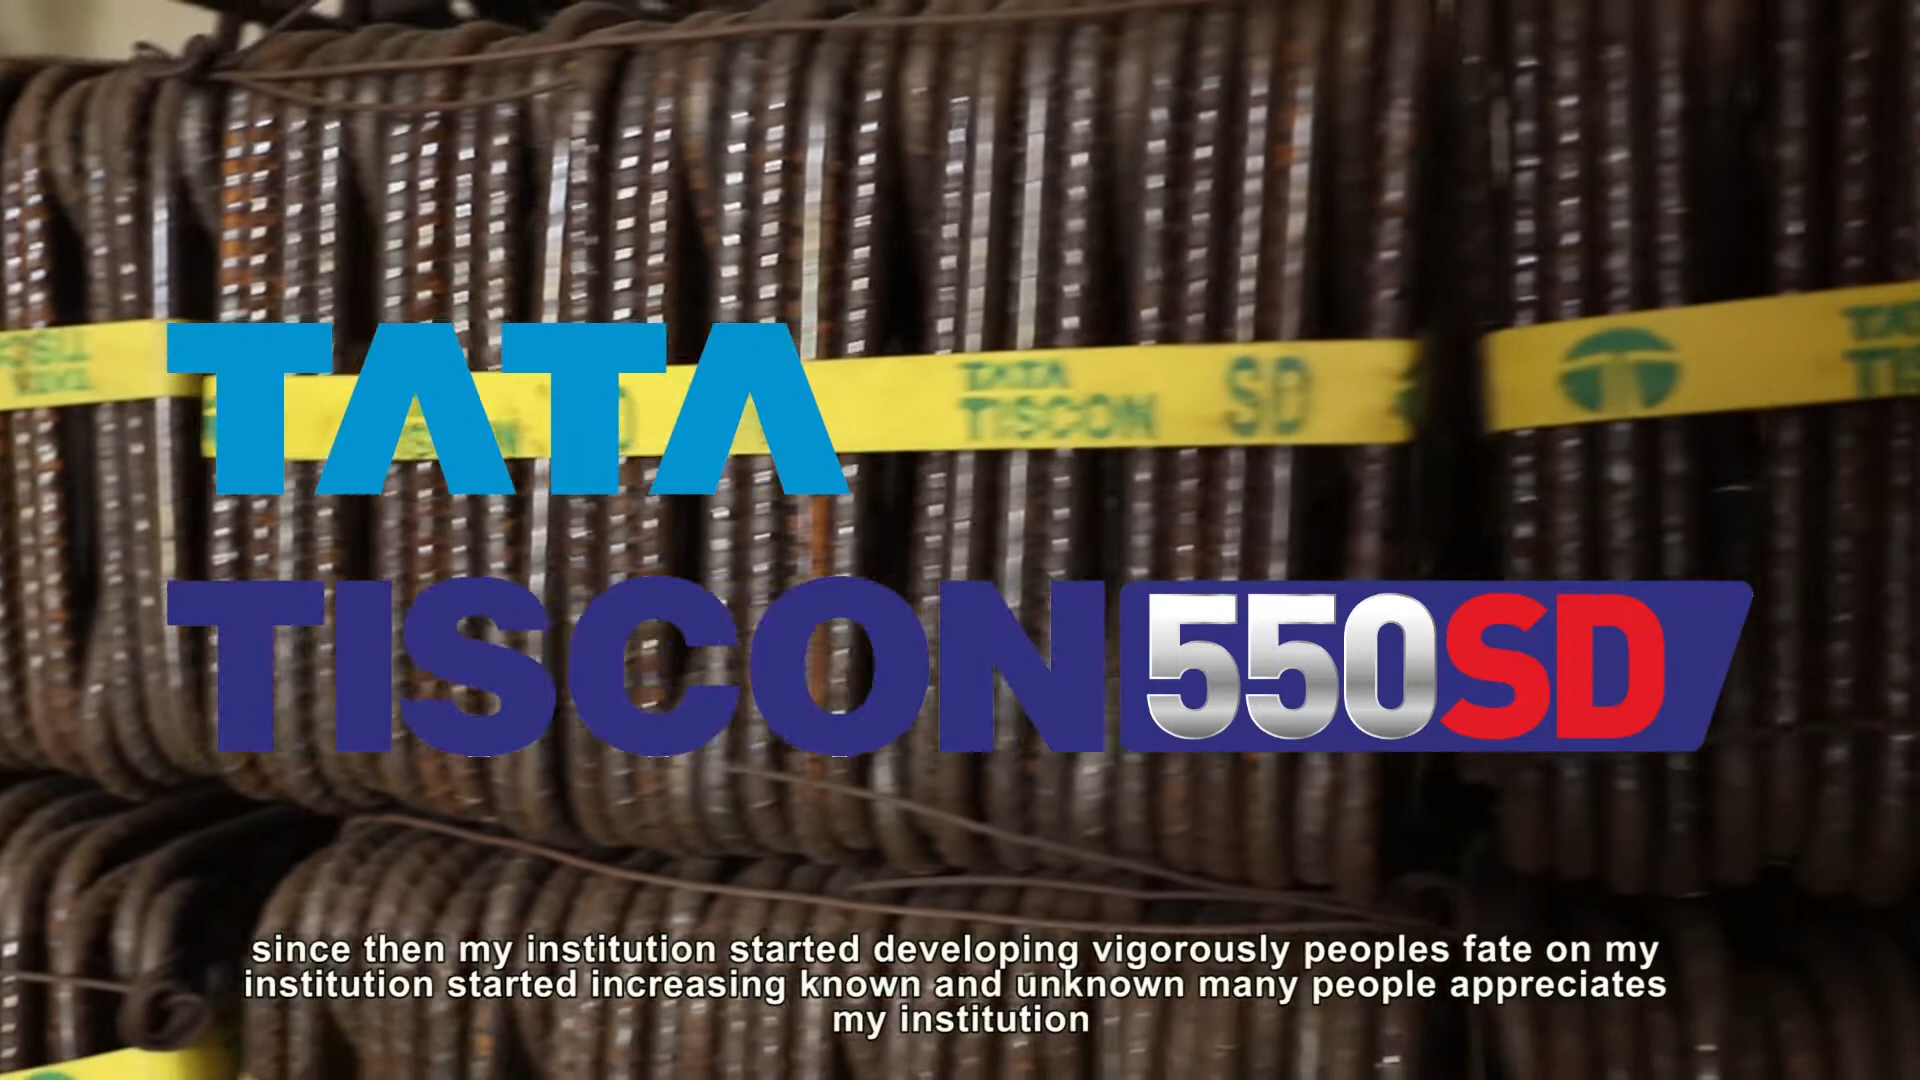 TATA
TISCON SD
TATA
TISCON 550SD
since then my institution started developing vigorously peoples fate on my
institution started increasing known and unknown many people appreciates
my institution